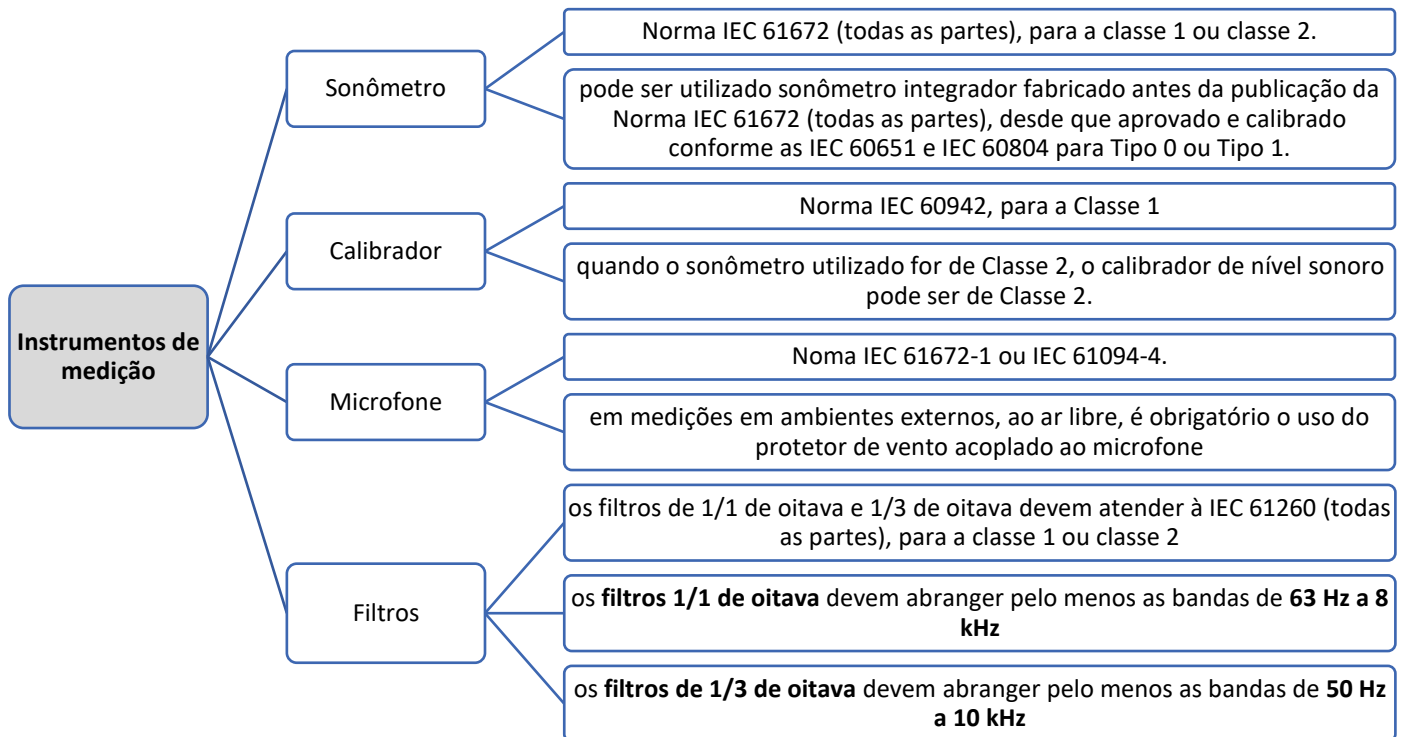 Instrumentos de
medição
Sonômetro
Norma IEC 61672 (todas as partes), para a classe 1 ou classe 2.
pode ser utilizado sonômetro integrador fabricado antes da publicação da
Norma IEC 61672 (todas as partes), desde que aprovado e calibrado
conforme as IEC 60651 e IEC 60804 para Tipo 0 ou Tipo 1.
Calibrador
Norma IEC 60942, para a Classe 1
quando o sonômetro utilizado for de Classe 2, o calibrador de nível sonoro
pode ser de Classe 2.
Microfone
Noma IEC 61672-1 ou IEC 61094-4.
em medições em ambientes externos, ao ar libre, é obrigatório o uso do
protetor de vento acoplado ao microfone
Filtros
os filtros de 1/1 de oitava e 1/3 de oitava devem atender à IEC 61260 (todas
as partes), para a classe 1 ou classe 2
os filtros 1/1 de oitava devem abranger pelo menos as bandas de 63 Hz a 8
kHz
os filtros de 1/3 de oitava devem abranger pelo menos as bandas de 50 Hz
a 10 kHz